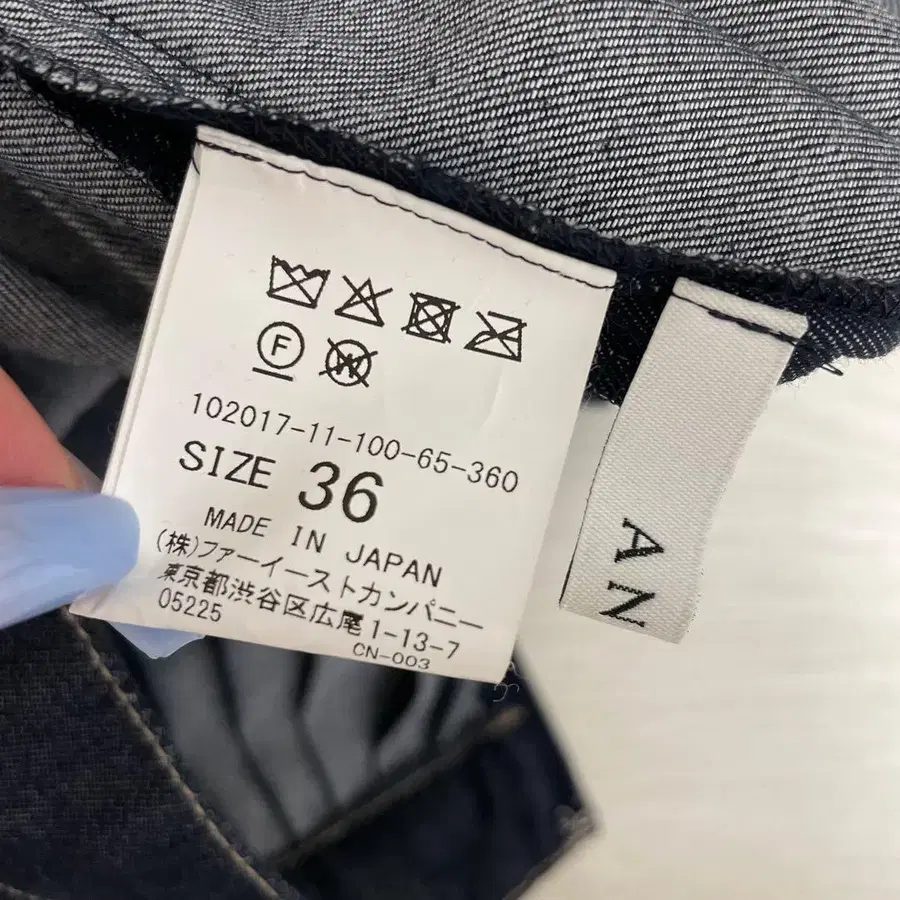 F
W
102017-11-100-65-360
SIZE 36
MADE IN JAPAN
(株)ファーイーストカンパニー
東京都渋谷区広尾1-13-7
05225
CN-003
AN